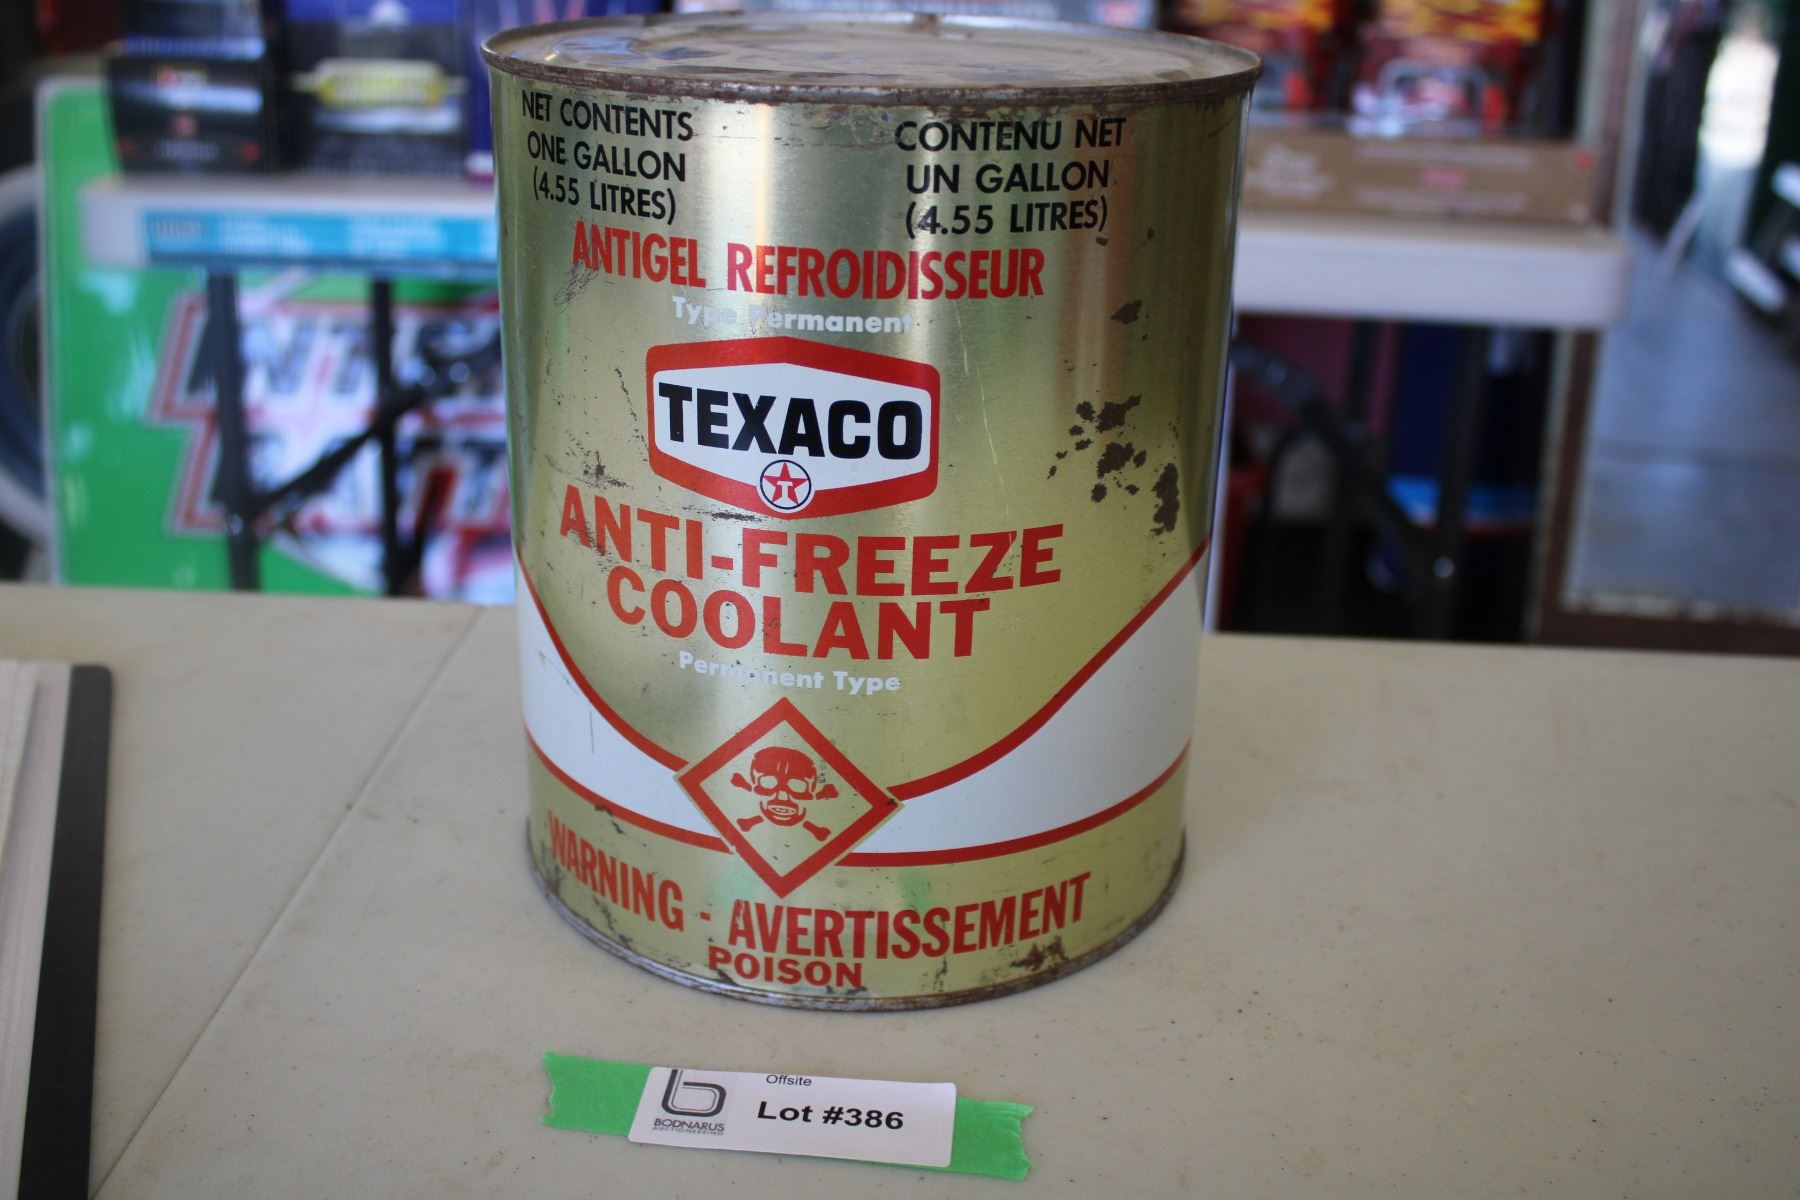 NET CONTENTS
ONE GALLON
(4.55 LITRES)
CONTENU NET
UN GALLON
(4.55 LITRES)
ANTIGEL REFROIDISSEUR
Type Permanent
TEXACO
T
ANTI-FREEZE
COOLANT
Permanent Type
WARNING - AVERTISSEMENT
POISON
Offsite
Lot #386
BODNARUS
AUCTIONEERING